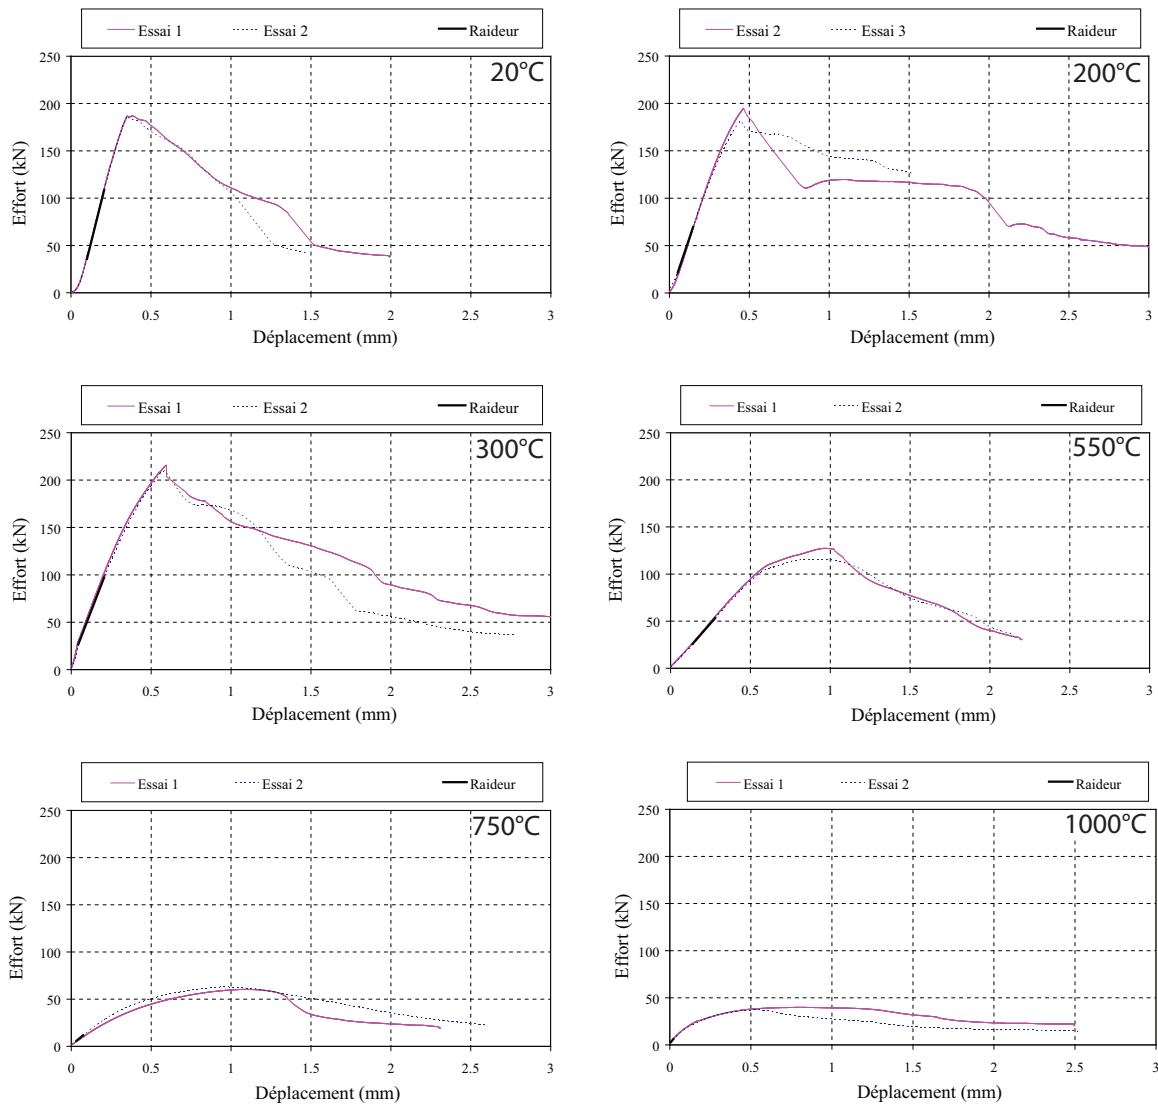 Essai 1 Essai 2 Raideur
20°C
Effort (kN)
250
200
150
100
50
0
0 0.5 1 1.5 2 2.5 3
Déplacement (mm)
Essai 2 Essai 3 Raideur
200°C
Effort (kN)
250
200
150
100
50
0
0 0.5 1 1.5 2 2.5 3
Déplacement (mm)
Essai 1 Essai 2 Raideur
300°C
Effort (kN)
250
200
150
100
50
0
0 0.5 1 1.5 2 2.5 3
Déplacement (mm)
Essai 1 Essai 2 Raideur
550°C
Effort (kN)
250
200
150
100
50
0
0 0.5 1 1.5 2 2.5 3
Déplacement (mm)
Essai 1 Essai 2 Raideur
750°C
Effort (kN)
250
200
150
100
50
0
0 0.5 1 1.5 2 2.5 3
Déplacement (mm)
Essai 1 Essai 2 Raideur
1000°C
Effort (kN)
250
200
150
100
50
0
0 0.5 1 1.5 2 2.5 3
Déplacement (mm)